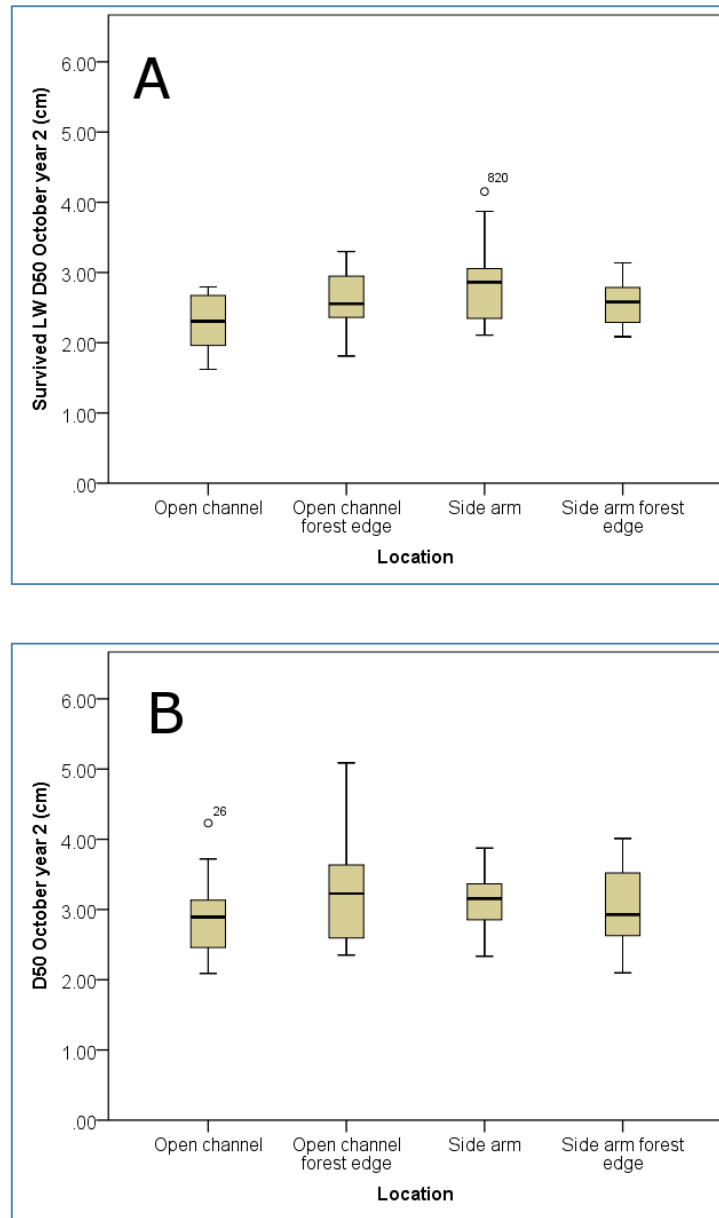 A
Survived LW D50 October year 2 (cm)
6.00
5.00
4.00
3.00
2.00
1.00
.00
820
Open channel
Open channel
forest edge
Side arm
Side arm forest
edge
Location
B
D50 October year 2 (cm)
6.00
5.00
4.00
3.00
2.00
1.00
.00
26
Open channel
Open channel
forest edge
Side arm
Side arm forest
edge
Location